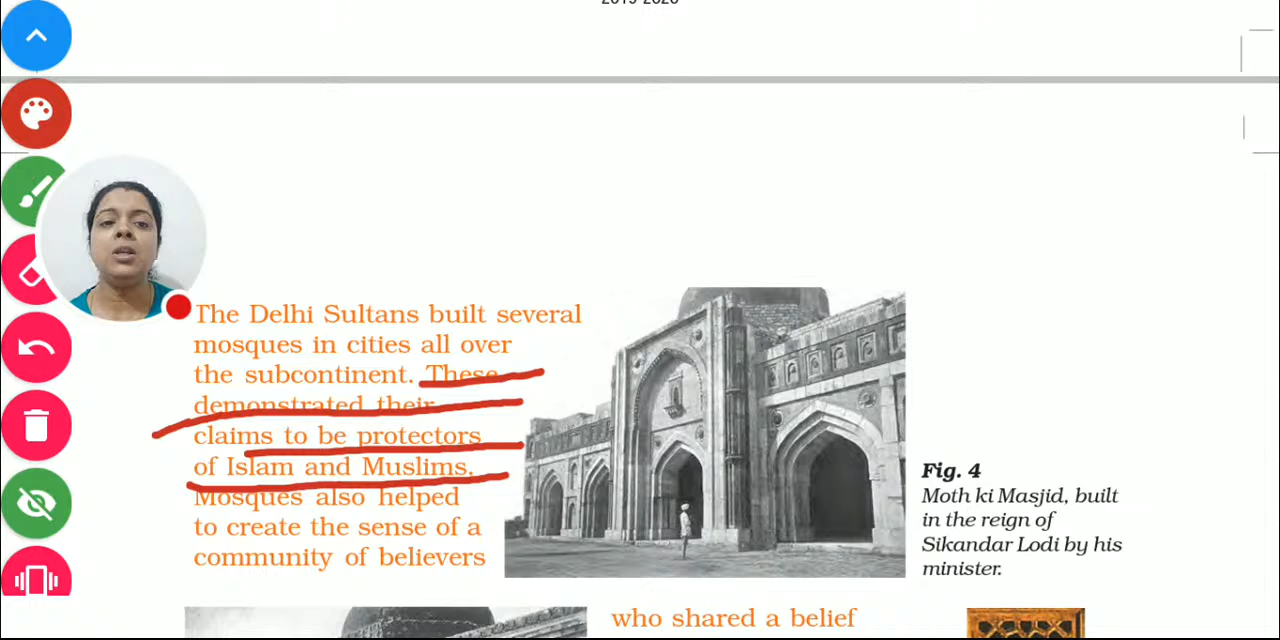 The Delhi Sultans built several
mosques in cities all over
the subcontinent. These
demonstrated their
claims to be protectors
of Islam and Muslims.
Mosques also helped
to create the sense of a
community of believers
Fig. 4
Moth ki Masjid, built
in the reign of
Sikandar Lodi by his
minister.
who shared a belief